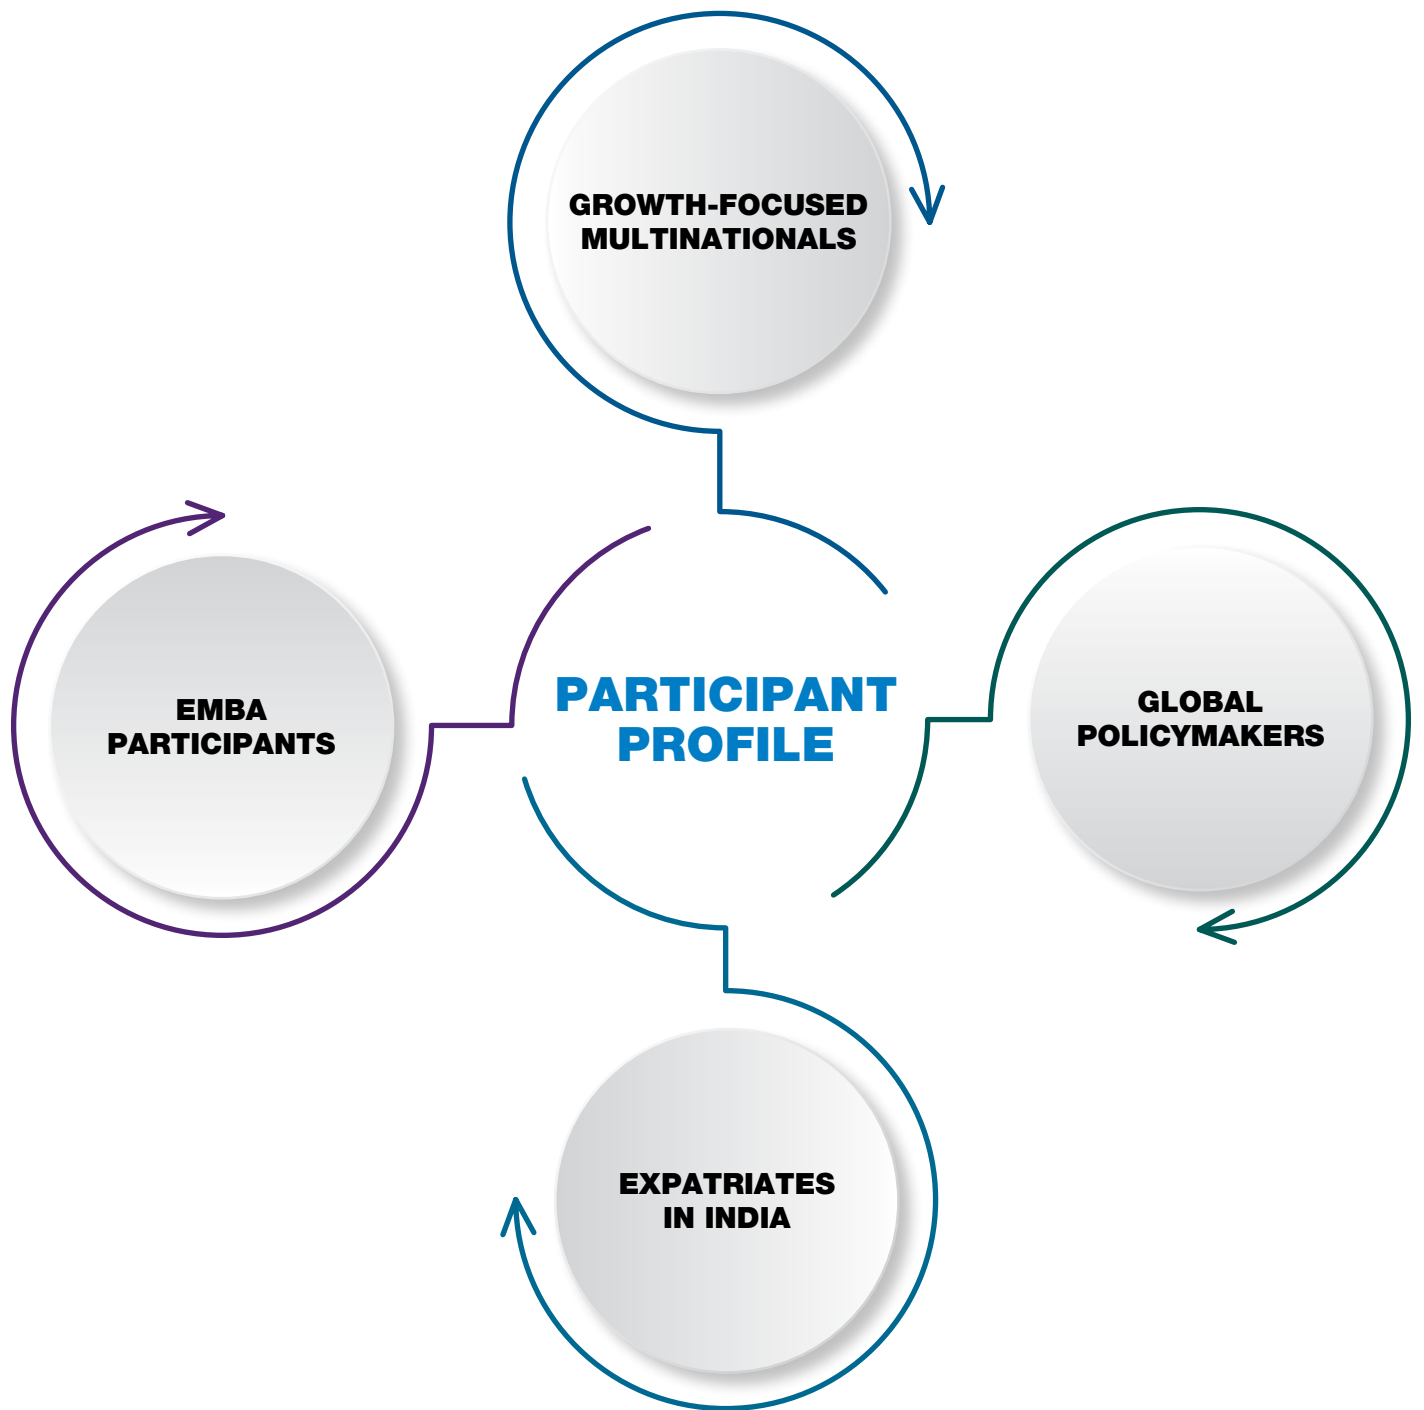 GROWTH-FOCUSED
MULTINATIONALS
EMBA
PARTICIPANTS
PARTICIPANT
PROFILE
GLOBAL
POLICYMAKERS
EXPATRIATES
IN INDIA